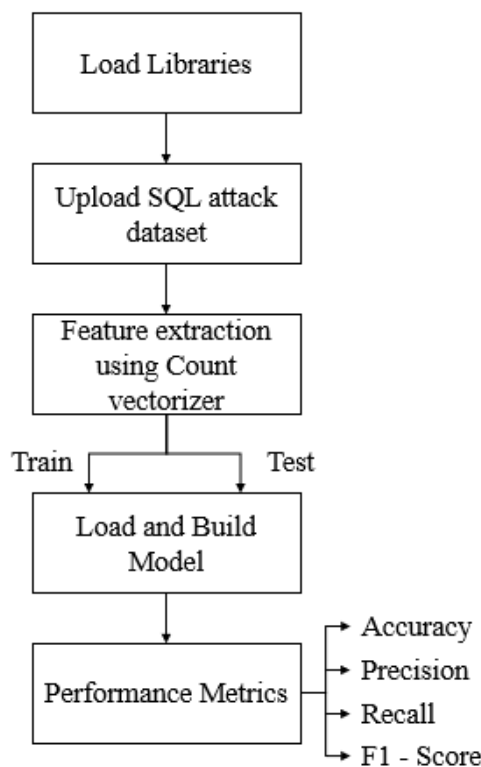 Load Libraries
Upload SQL attack
dataset
Feature extraction
using Count
vectorizer
Train
Test
Load and Build
Model
Performance Metrics
Accuracy
Precision
Recall
F1 - Score